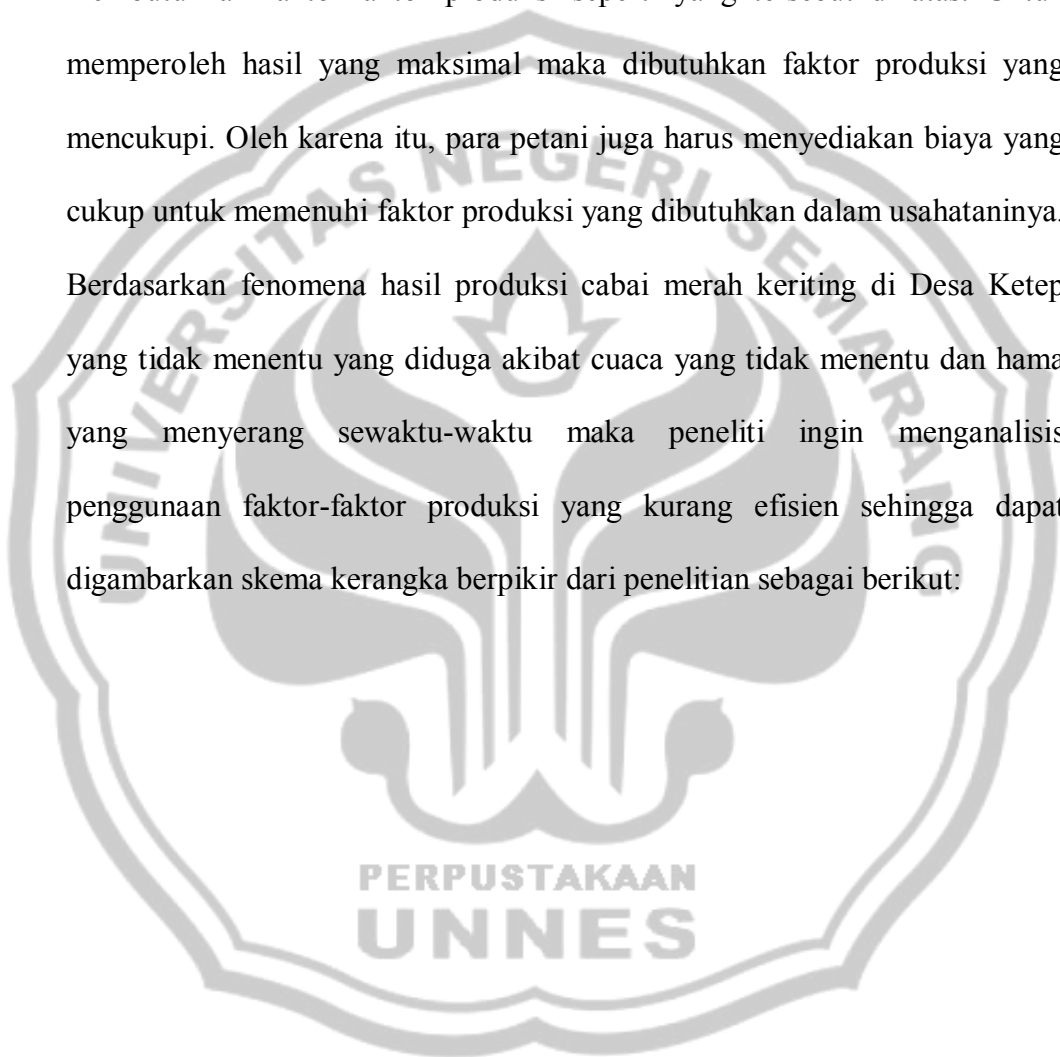 memperoleh hasil yang maksimal maka dibutuhkan faktor produksi yang
mencukupi. Oleh karena itu, para petani juga harus menyediakan biaya yang
cukup untuk memenuhi faktor produksi yang dibutuhkan dalam usahataninya.
Berdasarkan fenomena hasil produksi cabai merah keriting di Desa Ketep
yang tidak menentu yang diduga akibat cuaca yang tidak menentu dan hama
yang menyerang sewaktu-waktu maka peneliti ingin menganalisis
penggunaan faktor-faktor produksi yang kurang efisien sehingga dapat
digambarkan skema kerangka berpikir dari penelitian sebagai berikut:
UNIVERSITAS NEGERI SEMARANG
PERPUSTAKAAN
UNNES